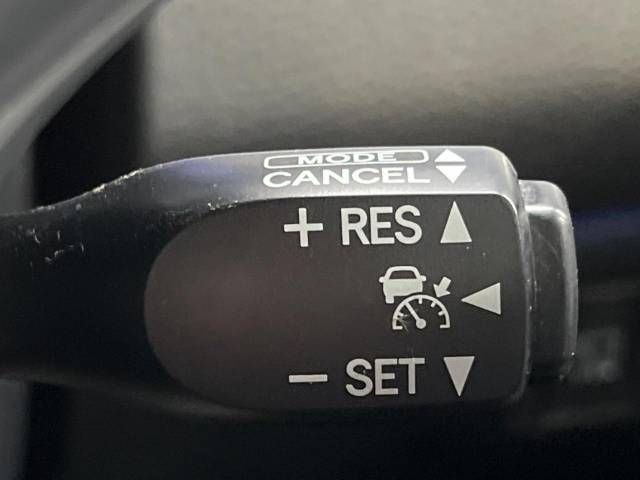 MODE
CANCEL
+ RES
- SET